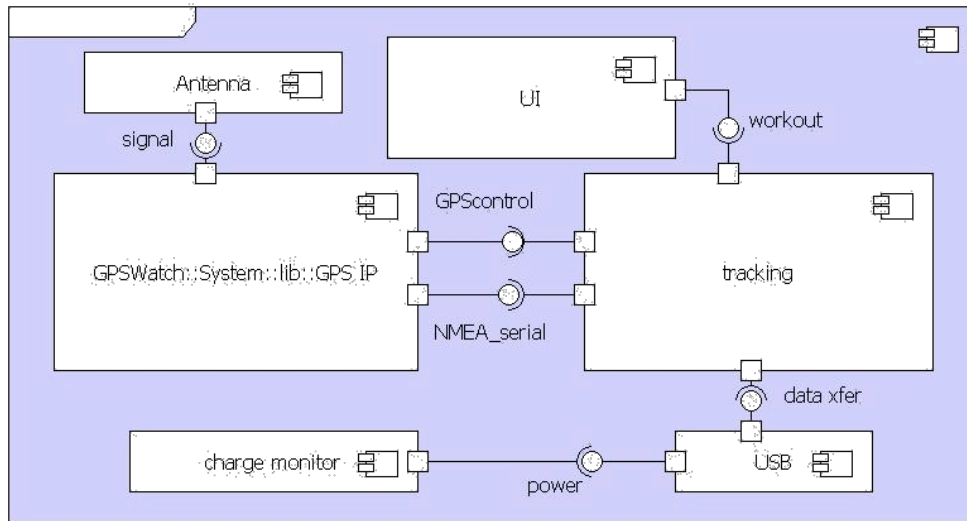 Antenna
UI
signal
workout
GPScontrol
GPSWatch::System::lib::GPS IP
tracking
NMEA_serial
data xfer
charge monitor
USB
power